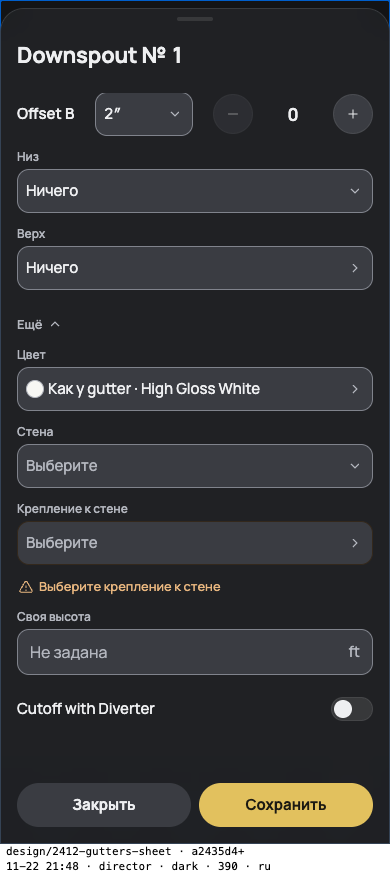 Downspout № 1
Offset B 2″ − 0 +
Низ
Ничего
Верх
Ничего
Ещё
Цвет
Как у gutter · High Gloss White
Стена
Выберите
Крепление к стене
Выберите
Выберите крепление к стене
Своя высота
Не задана ft
Cutoff with Diverter
Закрыть Сохранить
design/2412-gutters-sheet · a2435d4+
11-22 21:48 · director · dark · 390 · ru